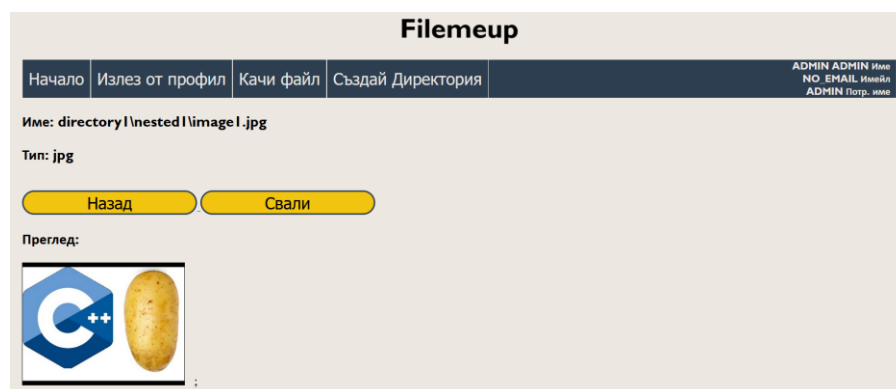 Filemeup
Начало Излез от профил Качи файл Създай Директория
ADMIN ADMIN Име
NO_EMAIL Имейл
ADMIN Потр. име
Име: directory1\nested1\image1.jpg
Тип: jpg
Назад Свали
Преглед:
C++
;